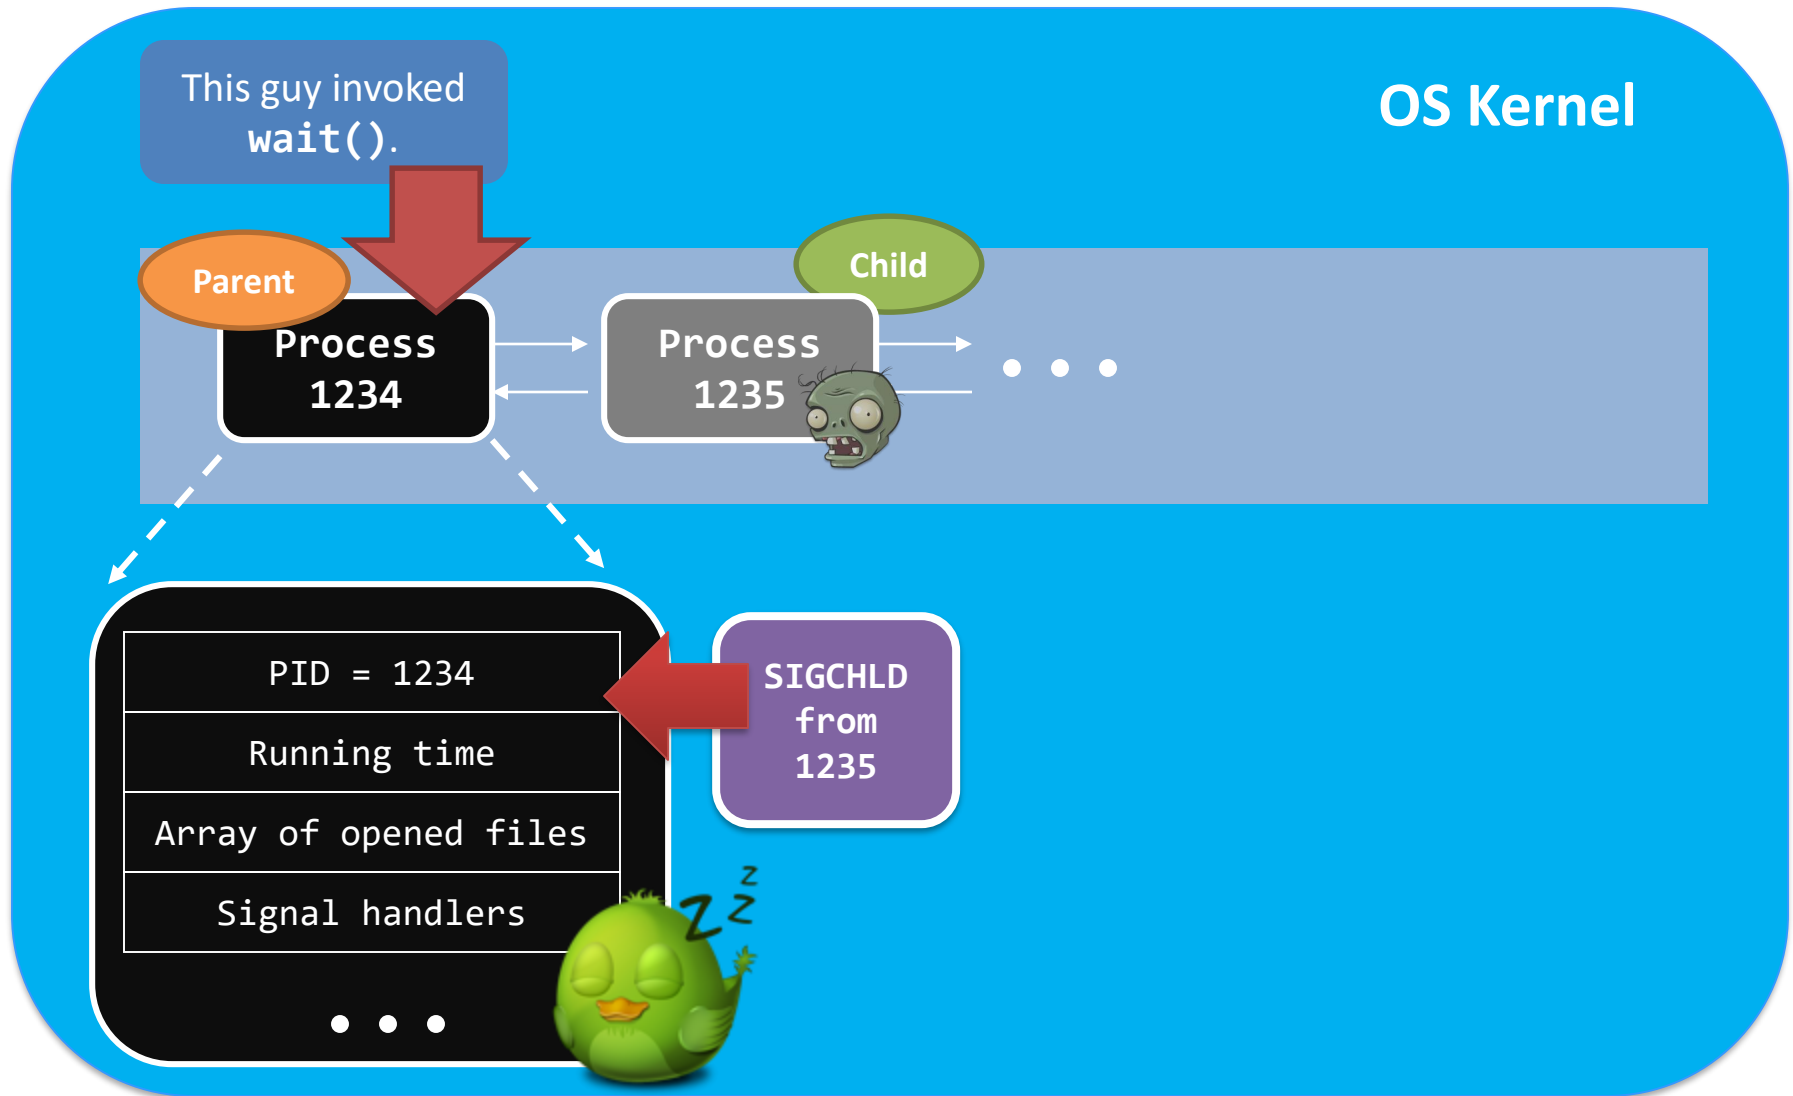 This guy invoked
wait().
OS Kernel
Parent
Child
Process
1234
Process
1235
PID = 1234
Running time
Array of opened files
Signal handlers
SIGCHLD
from
1235
z
z
z